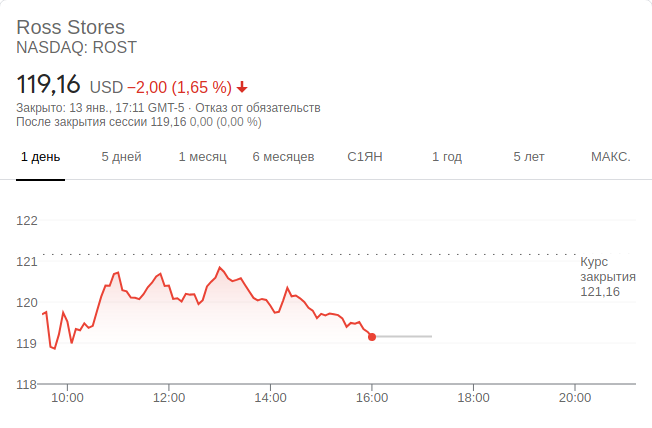 Ross Stores
NASDAQ: ROST
119,16 USD −2,00 (1,65 %)
Закрыто: 13 янв., 17:11 GMT-5 · Отказ от обязательств
После закрытия сессии 119,16 0,00 (0,00 %)
1 день 5 дней 1 месяц 6 месяцев С1ЯН 1 год 5 лет МАКС.
122
121
Курс
закрытия
121,16
120
119
118
10:00 12:00 14:00 16:00 18:00 20:00